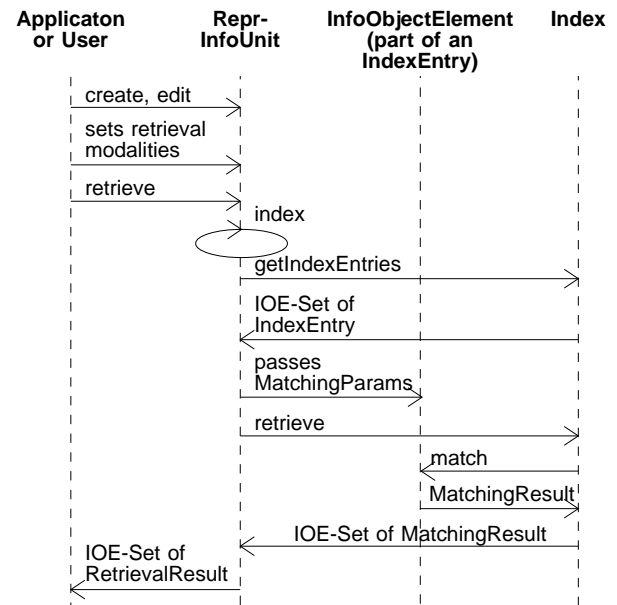 Applicaton
or User
Repr-
InfoUnit
InfoObjectElement
(part of an
IndexEntry)
Index
create, edit
sets retrieval
modalities
retrieve
index
getIndexEntries
IOE-Set of
IndexEntry
passes
MatchingParams
retrieve
match
MatchingResult
IOE-Set of MatchingResult
IOE-Set of
RetrievalResult